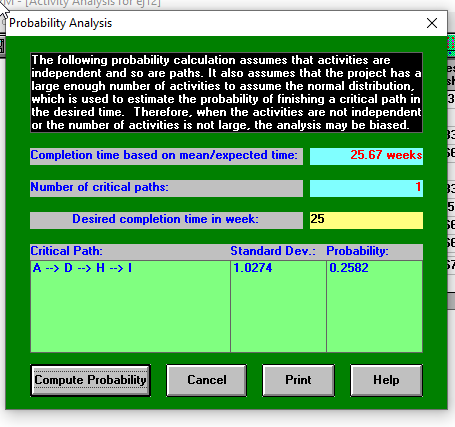 M - [Activity Analysis for ej12]
Probability Analysis
The following probability calculation assumes that activities are
independent and so are paths. It also assumes that the project has a
large enough number of activities to assume the normal distribution,
which is used to estimate the probability of finishing a critical path in
the desired time. Therefore, when the activities are not independent
or the number of activities is not large, the analysis may be biased.
Completion time based on mean/expected time: 25.67 weeks
Number of critical paths: 1
Desired completion time in week: 25
Critical Path: Standard Dev.: Probability:
A --> D --> H --> I 1.0274 0.2582
Compute Probability Cancel Print Help